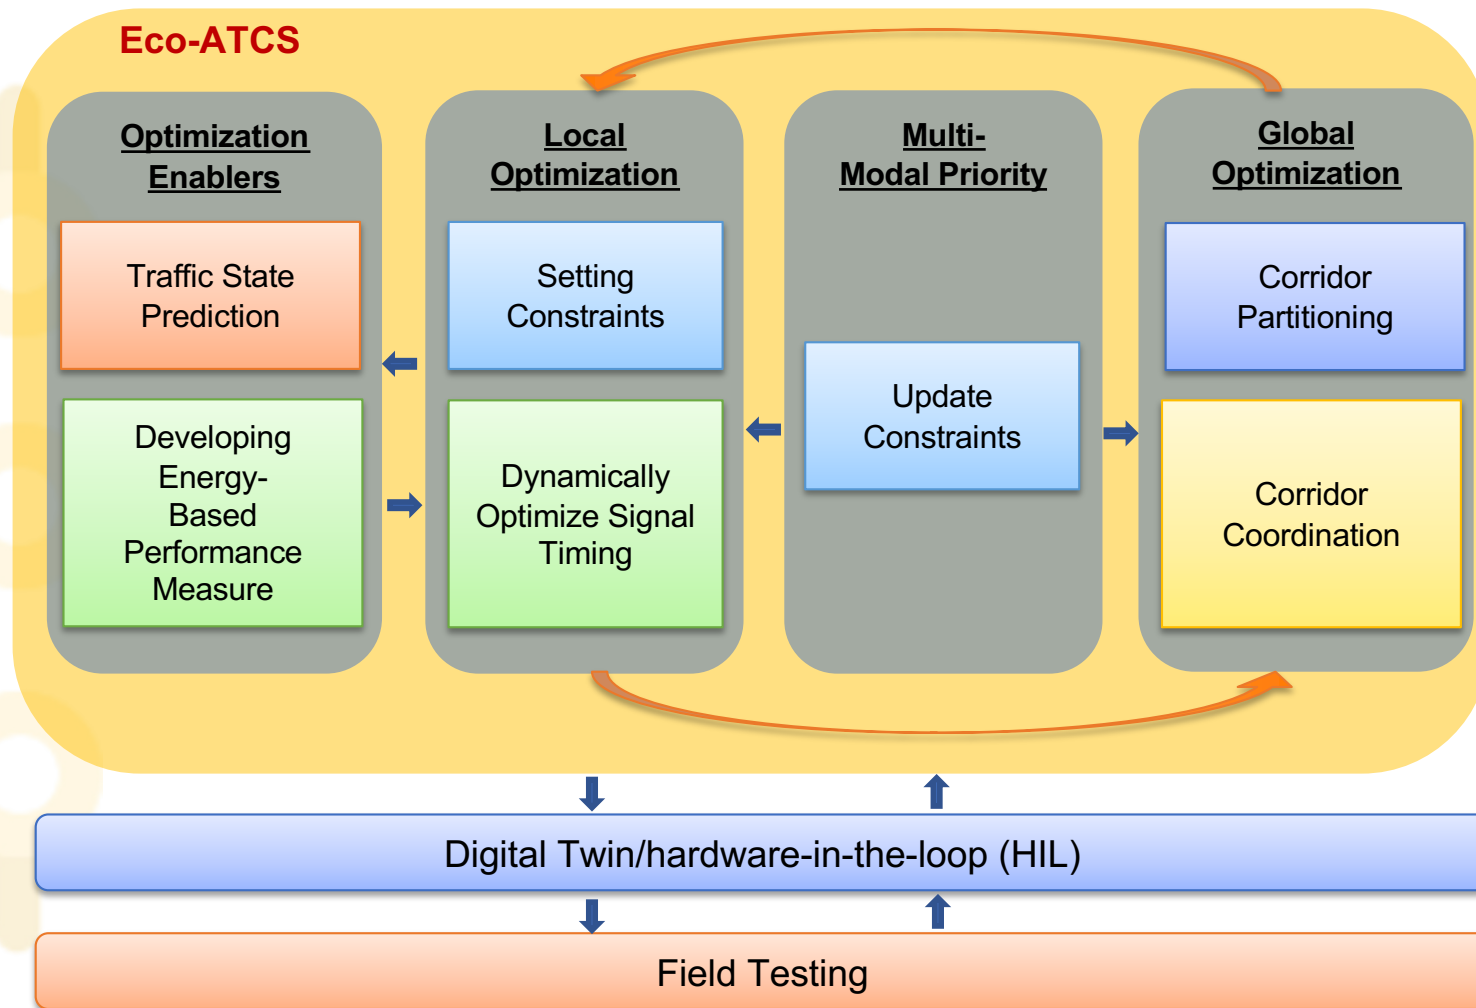 Eco-ATCS
Optimization
Enablers
Traffic State
Prediction
Developing
Energy-
Based
Performance
Measure
Local
Optimization
Setting
Constraints
Dynamically
Optimize Signal
Timing
Multi-
Modal Priority
Update
Constraints
Global
Optimization
Corridor
Partitioning
Corridor
Coordination
Digital Twin/hardware-in-the-loop (HIL)
Field Testing